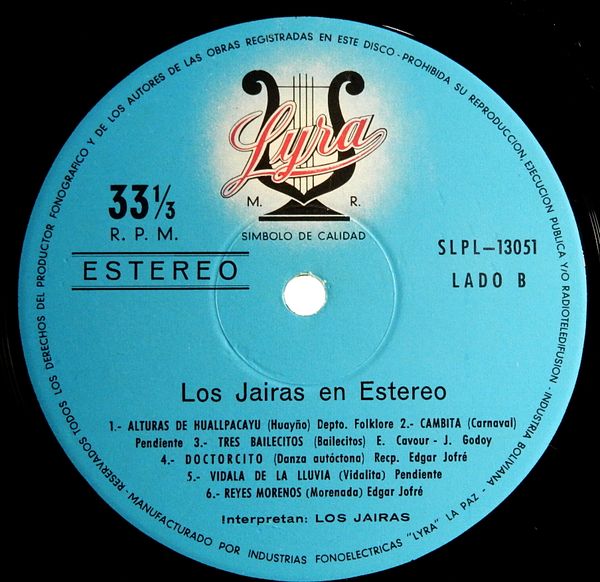 RESERVADOS TODOS LOS DERECHOS DEL PRODUCTOR FONOGRAFICO Y DE LOS AUTORES DE LAS OBRAS REGISTRADAS EN ESTE DISCO - PROHIBIDA SU REPRODUCCION, EJECUCION PUBLICA Y/O RADIOTELEDIFUSION - INDUSTRIA BOLIVIANA - MANUFACTURADO POR INDUSTRIAS FONOELECTRICAS "LYRA" LA PAZ -
Lyra
M. R.
SIMBOLO DE CALIDAD
33 1/3
R. P. M.
ESTEREO
SLPL-13051
LADO B
Los Jairas en Estereo
1.- ALTURAS DE HUALLPACAYU (Huayño) Depto. Folklore 2.- CAMBITA (Carnaval)
Pendiente 3.- TRES BAILECITOS (Bailecitos) E. Cavour - J. Godoy
4.- DOCTORCITO (Danza autóctona) Recp. Edgar Jofré
5.- VIDALA DE LA LLUVIA (Vidalita) Pendiente
6.- REYES MORENOS (Morenada) Edgar Jofré
Interpretan: LOS JAIRAS